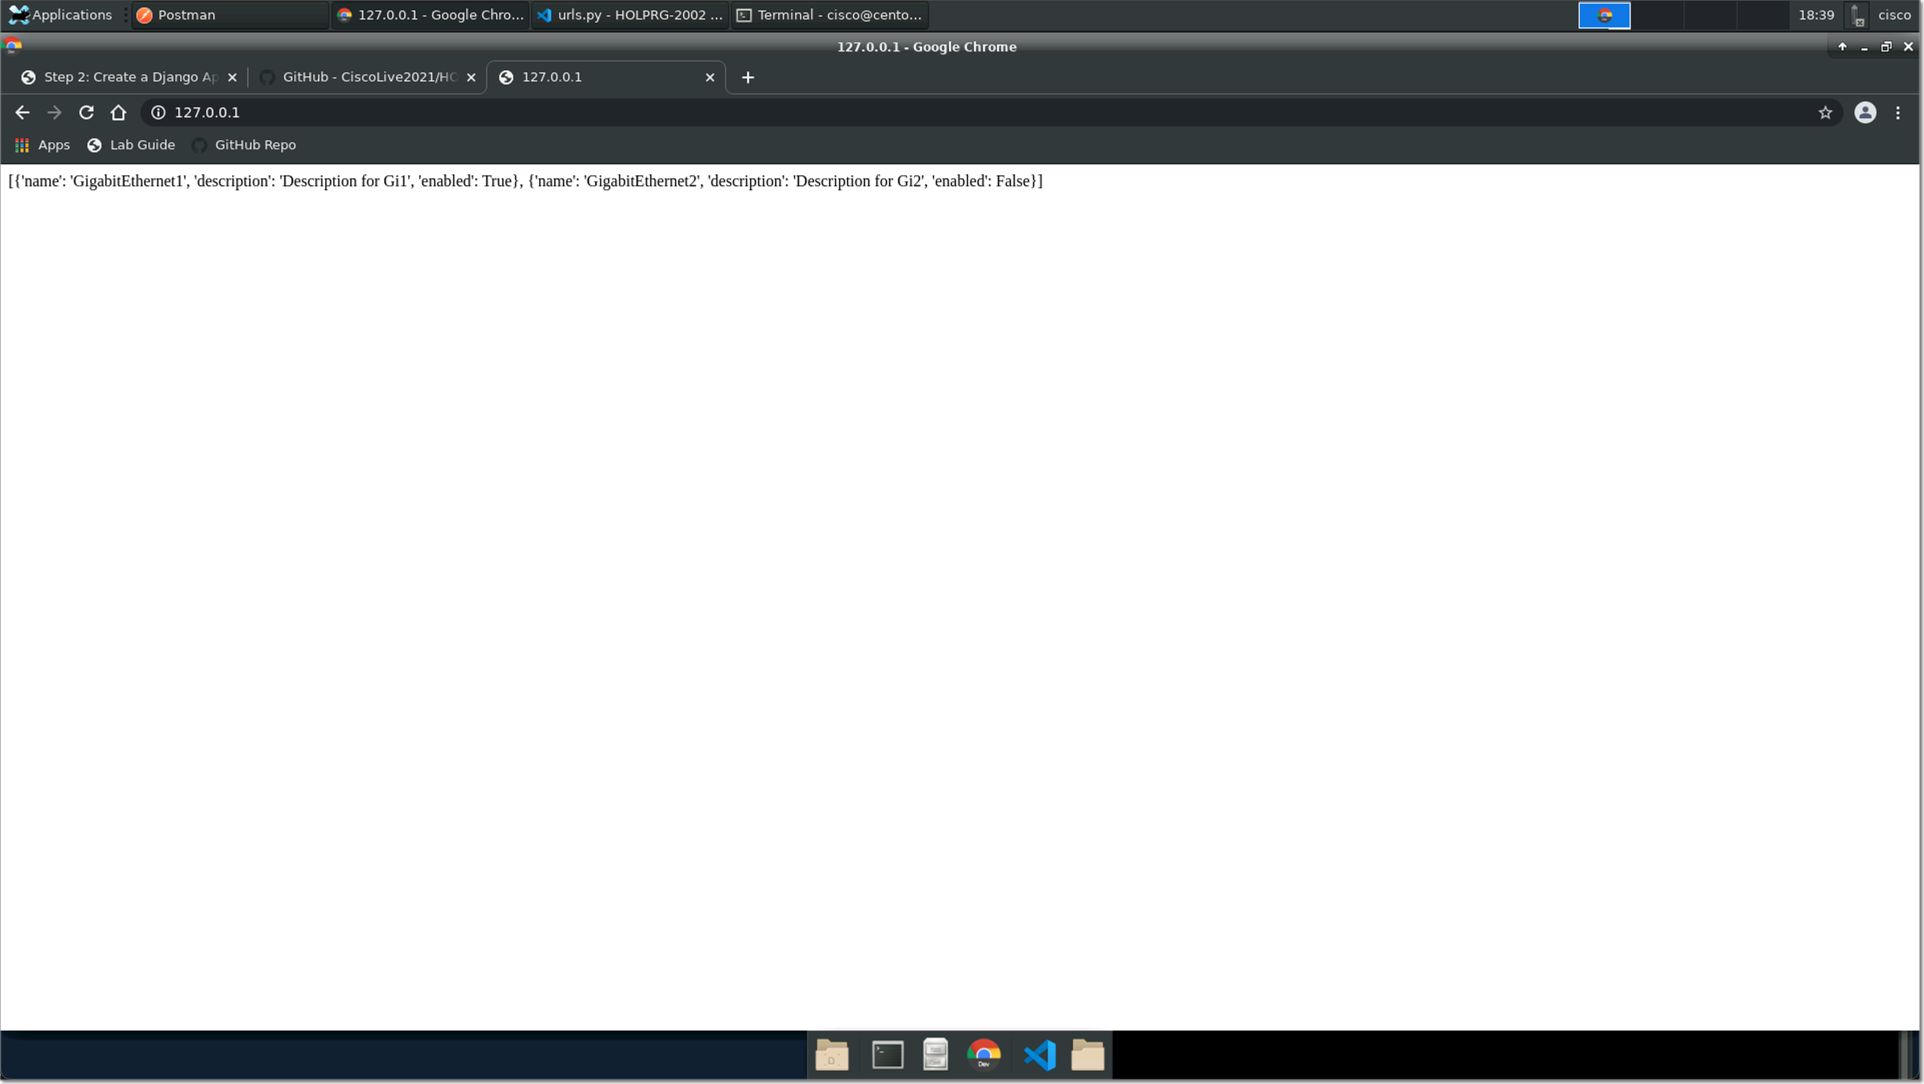 Applications
Postman
127.0.0.1 - Google Chro...
urls.py - HOLPRG-2002 ...
Terminal - cisco@cento...
18:39
cisco
127.0.0.1 - Google Chrome
Step 2: Create a Django Ap
GitHub - CiscoLive2021/HO
127.0.0.1
127.0.0.1
Apps
Lab Guide
GitHub Repo
[{'name': 'GigabitEthernet1', 'description': 'Description for Gi1', 'enabled': True}, {'name': 'GigabitEthernet2', 'description': 'Description for Gi2', 'enabled': False}]
D
Dev